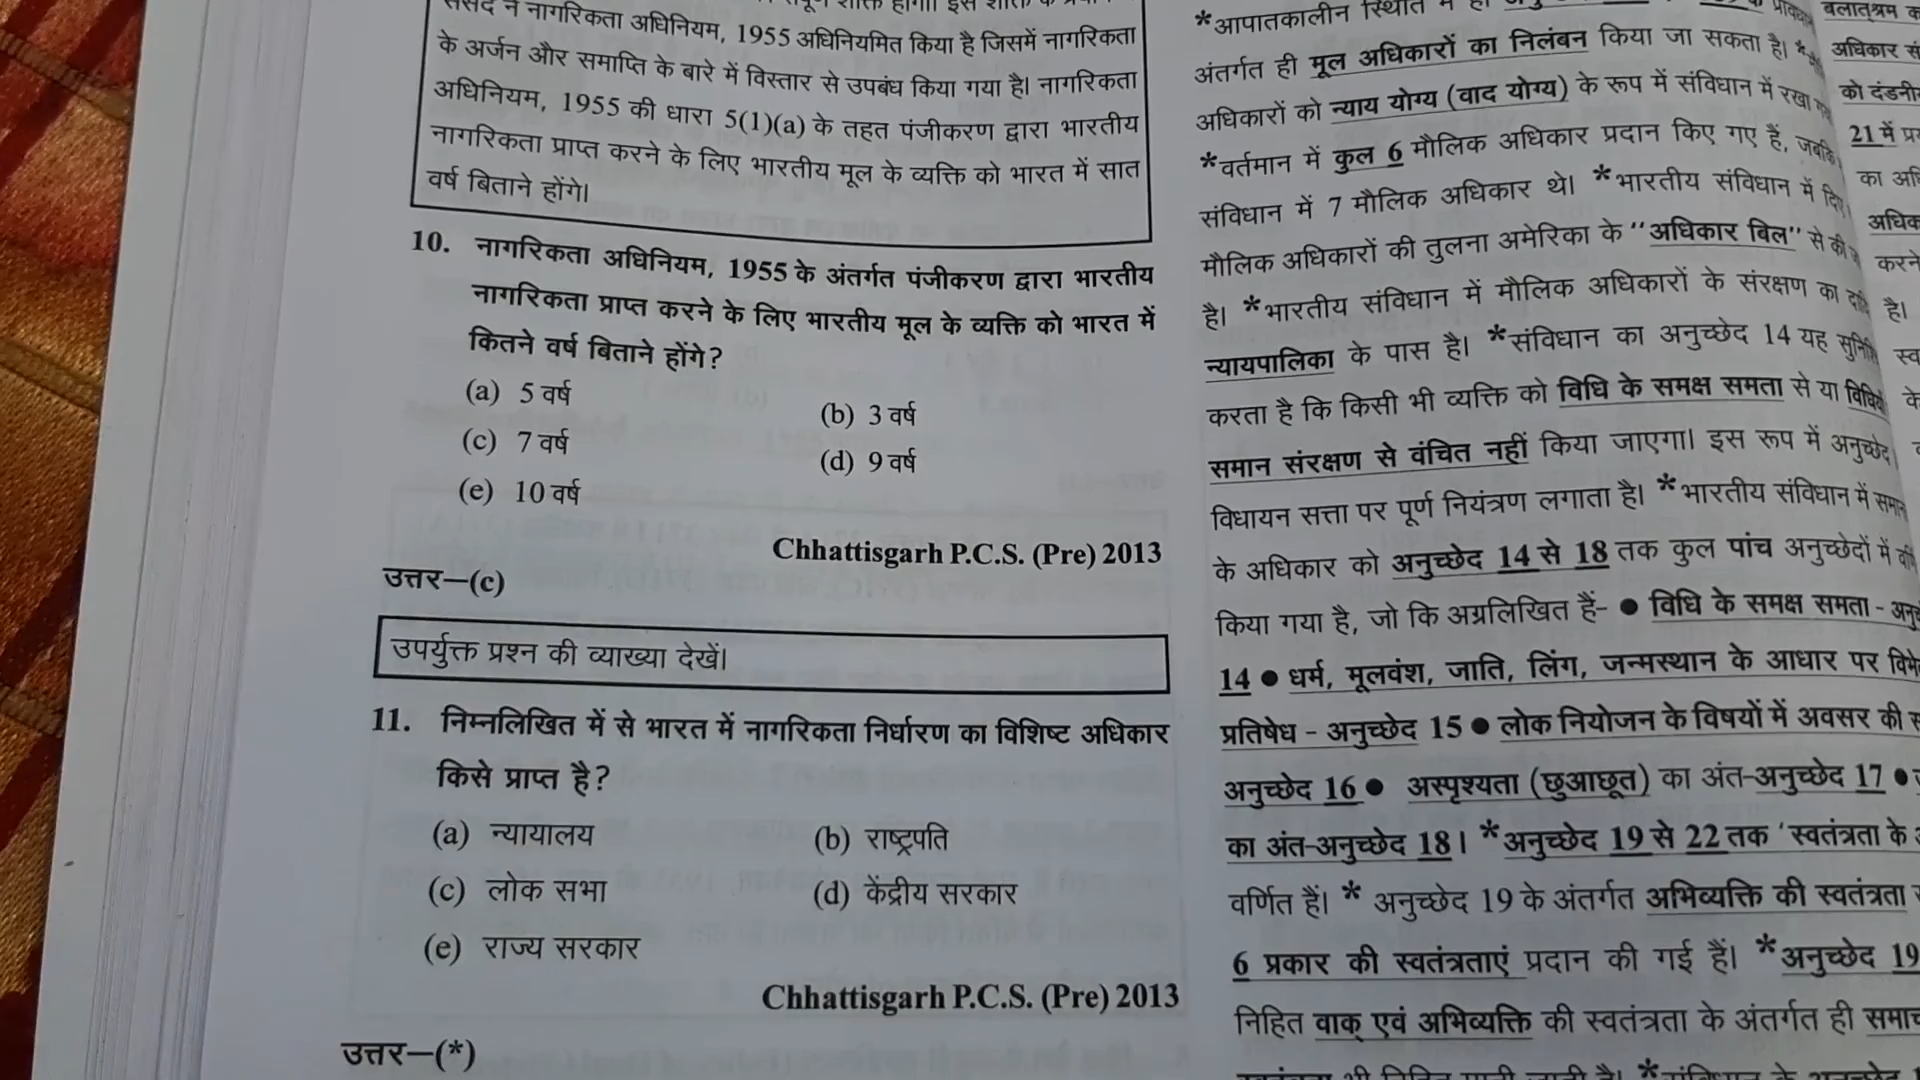 संसद ने नागरिकता अधिनियम, 1955 अधिनियमित किया है जिसमें नागरिकता
के अर्जन और समाप्ति के बारे में विस्तार से उपबंध किया गया है। नागरिकता
अधिनियम, 1955 की धारा 5(1)(a) के तहत पंजीकरण द्वारा भारतीय
नागरिकता प्राप्त करने के लिए भारतीय मूल के व्यक्ति को भारत में सात
वर्ष बिताने होंगे।
10. नागरिकता अधिनियम, 1955 के अंतर्गत पंजीकरण द्वारा भारतीय
नागरिकता प्राप्त करने के लिए भारतीय मूल के व्यक्ति को भारत में
कितने वर्ष बिताने होंगे?
(a) 5 वर्ष
(b) 3 वर्ष
(c) 7 वर्ष
(d) 9 वर्ष
(e) 10 वर्ष
Chhattisgarh P.C.S. (Pre) 2013
उत्तर—(c)
उपर्युक्त प्रश्न की व्याख्या देखें।
11. निम्नलिखित में से भारत में नागरिकता निर्धारण का विशिष्ट अधिकार
किसे प्राप्त है?
(a) न्यायालय
(b) राष्ट्रपति
(c) लोक सभा
(d) केंद्रीय सरकार
(e) राज्य सरकार
Chhattisgarh P.C.S. (Pre) 2013
उत्तर—(*)
*आपातकालीन स्थिति में
अंतर्गत ही मूल अधिकारों का निलंबन किया जा सकता है। *
अधिकारों को न्याय योग्य (वाद योग्य) के रूप में संविधान में रखा
*वर्तमान में कुल 6 मौलिक अधिकार प्रदान किए गए हैं, जबकि
संविधान में 7 मौलिक अधिकार थे। *भारतीय संविधान में दिए
मौलिक अधिकारों की तुलना अमेरिका के "अधिकार बिल" से की
है। *भारतीय संविधान में मौलिक अधिकारों के संरक्षण का
न्यायपालिका के पास है। *संविधान का अनुच्छेद 14 यह
करता है कि किसी भी व्यक्ति को विधि के समक्ष समता से या
समान संरक्षण से वंचित नहीं किया जाएगा। इस रूप में अनुच्छेद
विधायन सत्ता पर पूर्ण नियंत्रण लगाता है। *भारतीय संविधान में
के अधिकार को अनुच्छेद 14 से 18 तक कुल पांच अनुच्छेदों में
किया गया है, जो कि अग्रलिखित हैं- ● विधि के समक्ष समता -
14 ● धर्म, मूलवंश, जाति, लिंग, जन्मस्थान के आधार पर
प्रतिषेध - अनुच्छेद 15 ● लोक नियोजन के विषयों में अवसर की
अनुच्छेद 16 ● अस्पृश्यता (छुआछूत) का अंत-अनुच्छेद 17 ●
का अंत-अनुच्छेद 18। *अनुच्छेद 19 से 22 तक 'स्वतंत्रता के
वर्णित हैं। * अनुच्छेद 19 के अंतर्गत अभिव्यक्ति की स्वतंत्रता
6 प्रकार की स्वतंत्रताएं प्रदान की गई हैं। *अनुच्छेद 19
निहित वाक् एवं अभिव्यक्ति की स्वतंत्रता के अंतर्गत ही
बलात्श्रम
अधिकार
को
21 में
का
करने
है।